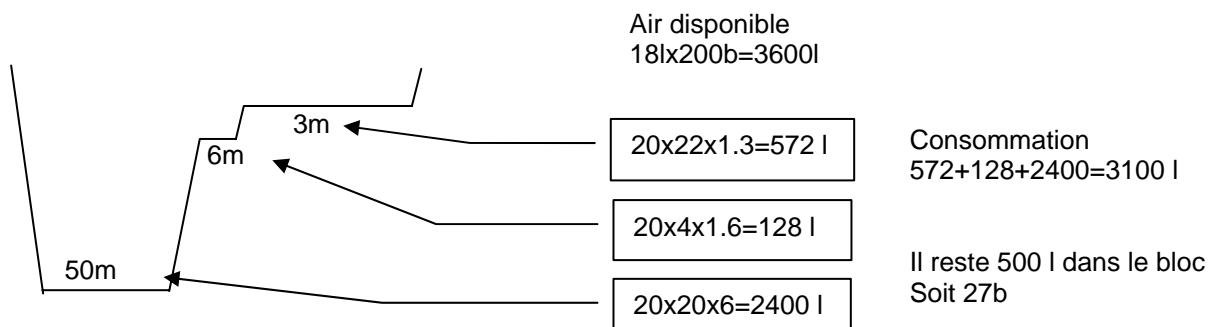 Air disponible
18lx200b=3600l
3m
20x22x1.3=572 l
Consommation
572+128+2400=3100 l
6m
20x4x1.6=128 l
50m
20x20x6=2400 l
Il reste 500 l dans le bloc
Soit 27b